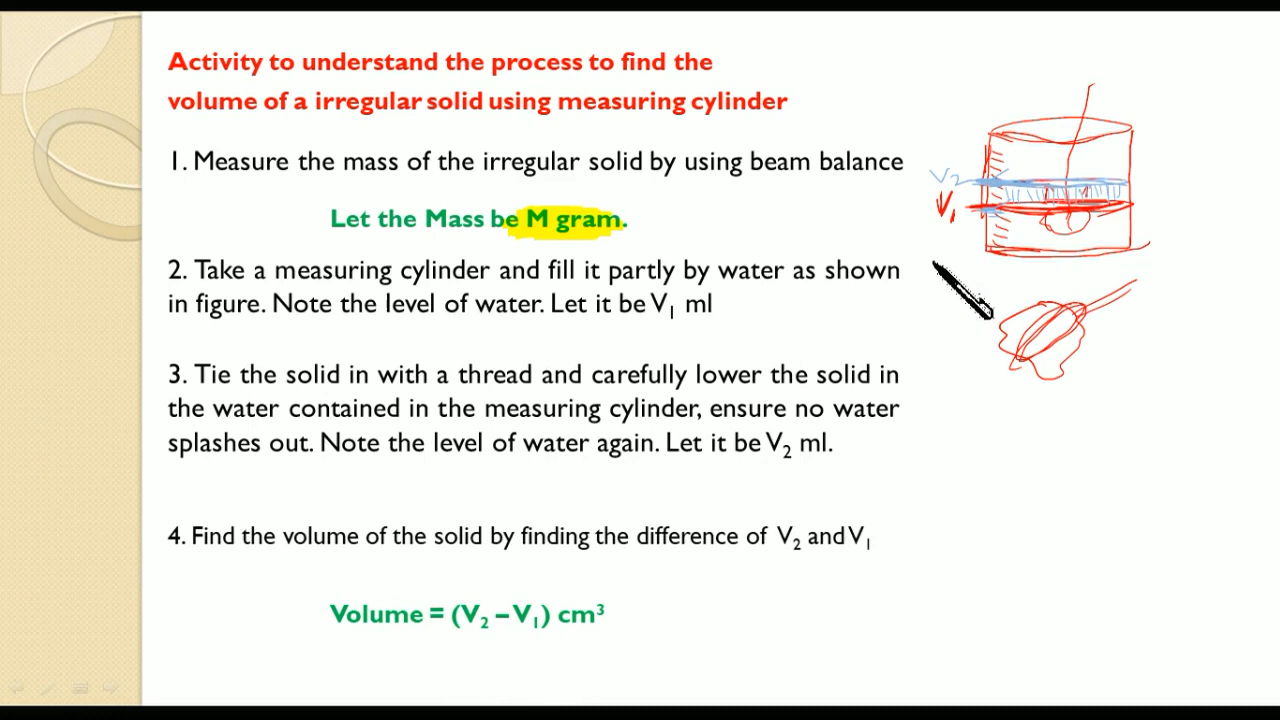 Activity to understand the process to find the
volume of a irregular solid using measuring cylinder
1. Measure the mass of the irregular solid by using beam balance
Let the Mass be M gram.
2. Take a measuring cylinder and fill it partly by water as shown
in figure. Note the level of water. Let it be V₁ ml
3. Tie the solid in with a thread and carefully lower the solid in
the water contained in the measuring cylinder, ensure no water
splashes out. Note the level of water again. Let it be V₂ ml.
4. Find the volume of the solid by finding the difference of V₂ and V₁
Volume = (V₂ – V₁) cm³
V₂
V₁